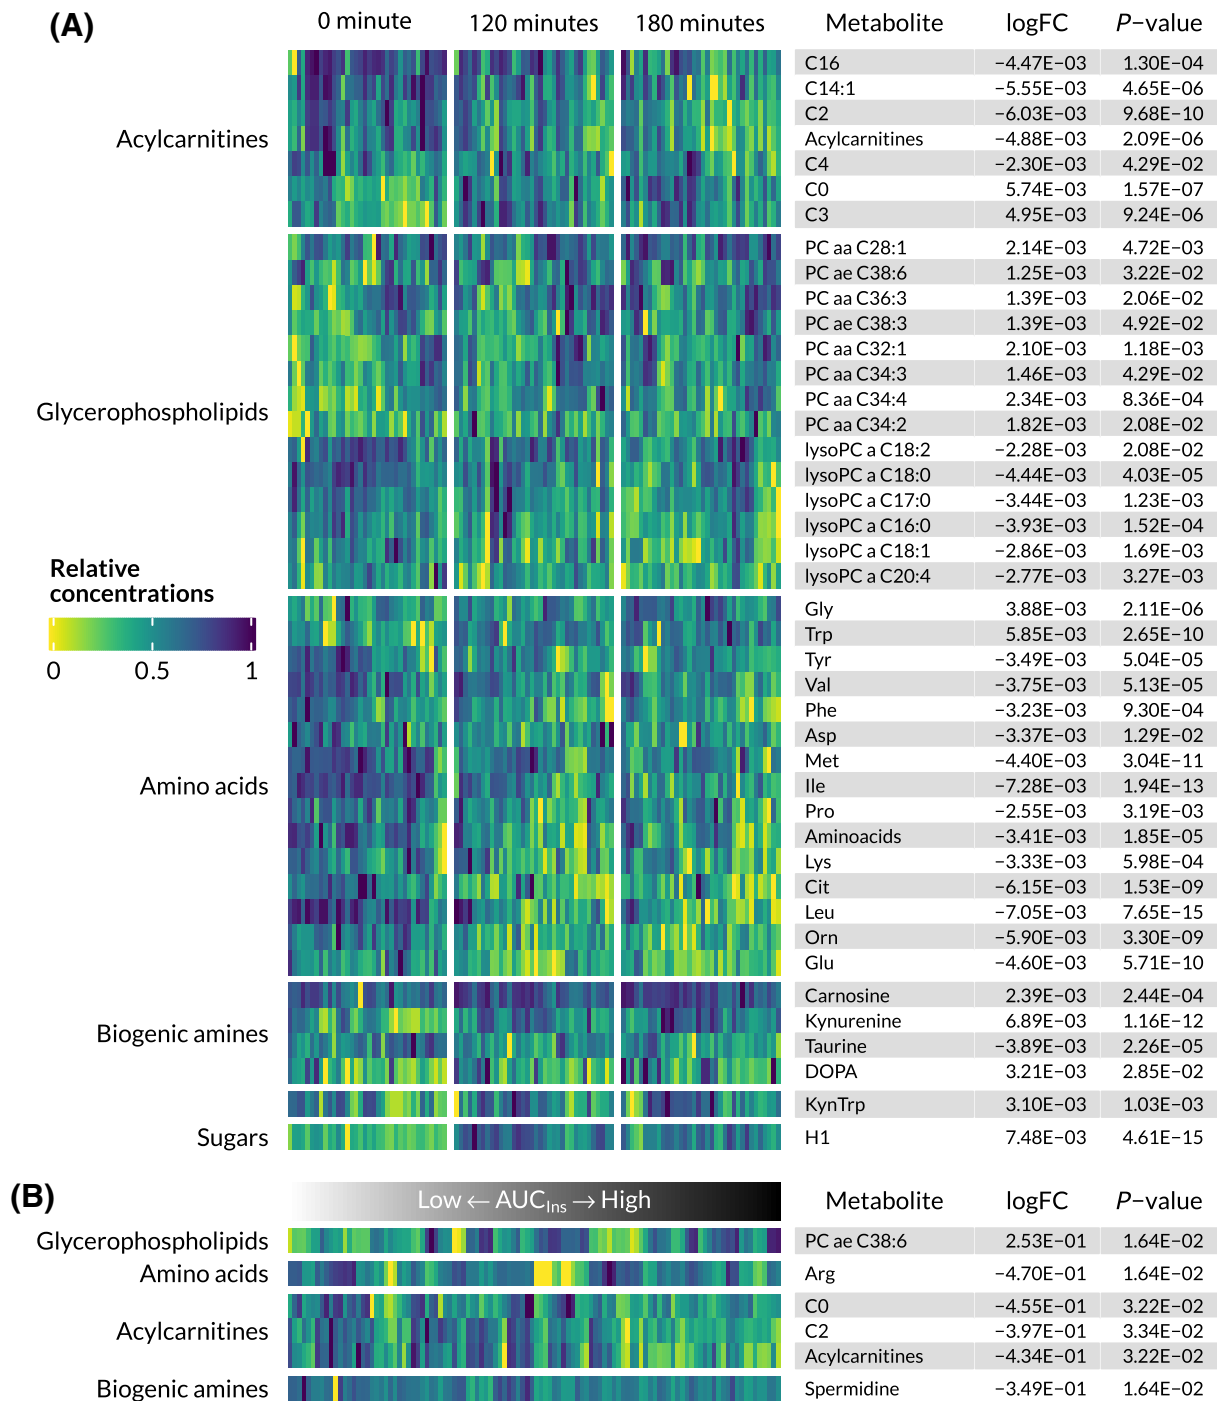 (A)
0 minute 120 minutes 180 minutes Metabolite logFC P−value
Acylcarnitines
C16 −4.47E−03 1.30E−04
C14:1 −5.55E−03 4.65E−06
C2 −6.03E−03 9.68E−10
Acylcarnitines −4.88E−03 2.09E−06
C4 −2.30E−03 4.29E−02
C0 5.74E−03 1.57E−07
C3 4.95E−03 9.24E−06
Glycerophospholipids
PC aa C28:1 2.14E−03 4.72E−03
PC ae C38:6 1.25E−03 3.22E−02
PC aa C36:3 1.39E−03 2.06E−02
PC ae C38:3 1.39E−03 4.92E−02
PC aa C32:1 2.10E−03 1.18E−03
PC aa C34:3 1.46E−03 4.29E−02
PC aa C34:4 2.34E−03 8.36E−04
PC aa C34:2 1.82E−03 2.08E−02
lysoPC a C18:2 −2.28E−03 2.08E−02
lysoPC a C18:0 −4.44E−03 4.03E−05
lysoPC a C17:0 −3.44E−03 1.23E−03
lysoPC a C16:0 −3.93E−03 1.52E−04
lysoPC a C18:1 −2.86E−03 1.69E−03
lysoPC a C20:4 −2.77E−03 3.27E−03
Relative
concentrations
0 0.5 1
Amino acids
Gly 3.88E−03 2.11E−06
Trp 5.85E−03 2.65E−10
Tyr −3.49E−03 5.04E−05
Val −3.75E−03 5.13E−05
Phe −3.23E−03 9.30E−04
Asp −3.37E−03 1.29E−02
Met −4.40E−03 3.04E−11
Ile −7.28E−03 1.94E−13
Pro −2.55E−03 3.19E−03
Aminoacids −3.41E−03 1.85E−05
Lys −3.33E−03 5.98E−04
Cit −6.15E−03 1.53E−09
Leu −7.05E−03 7.65E−15
Orn −5.90E−03 3.30E−09
Glu −4.60E−03 5.71E−10
Biogenic amines
Carnosine 2.39E−03 2.44E−04
Kynurenine 6.89E−03 1.16E−12
Taurine −3.89E−03 2.26E−05
DOPA 3.21E−03 2.85E−02
KynTrp 3.10E−03 1.03E−03
Sugars H1 7.48E−03 4.61E−15
(B)
Low ← AUCIns → High Metabolite logFC P−value
Glycerophospholipids PC ae C38:6 2.53E−01 1.64E−02
Amino acids Arg −4.70E−01 1.64E−02
Acylcarnitines
C0 −4.55E−01 3.22E−02
C2 −3.97E−01 3.34E−02
Acylcarnitines −4.34E−01 3.22E−02
Biogenic amines Spermidine −3.49E−01 1.64E−02